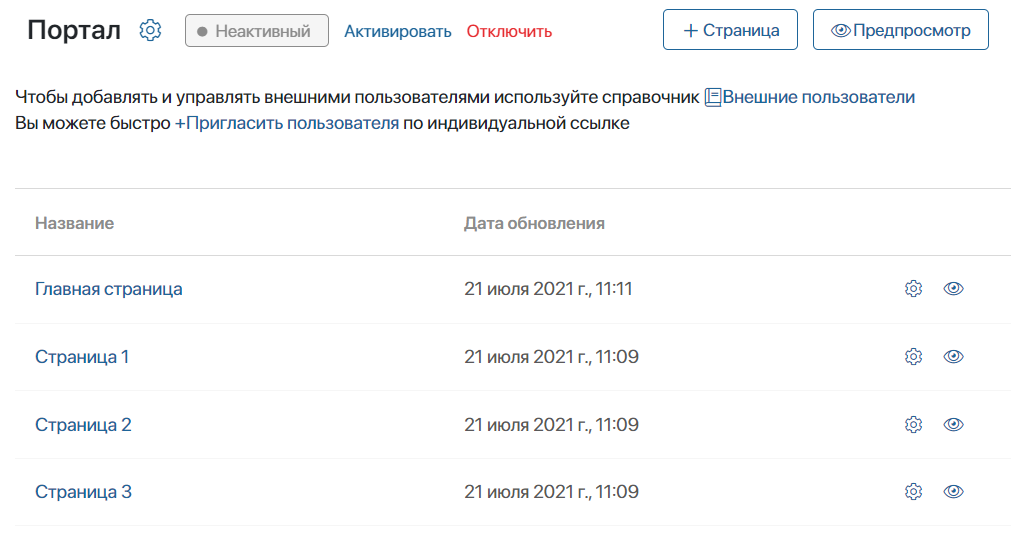 Портал Неактивный Активировать Отключить + Страница Предпросмотр
Чтобы добавлять и управлять внешними пользователями используйте справочник Внешние пользователи
Вы можете быстро +Пригласить пользователя по индивидуальной ссылке
Название Дата обновления
Главная страница 21 июля 2021 г., 11:11
Страница 1 21 июля 2021 г., 11:09
Страница 2 21 июля 2021 г., 11:09
Страница 3 21 июля 2021 г., 11:09